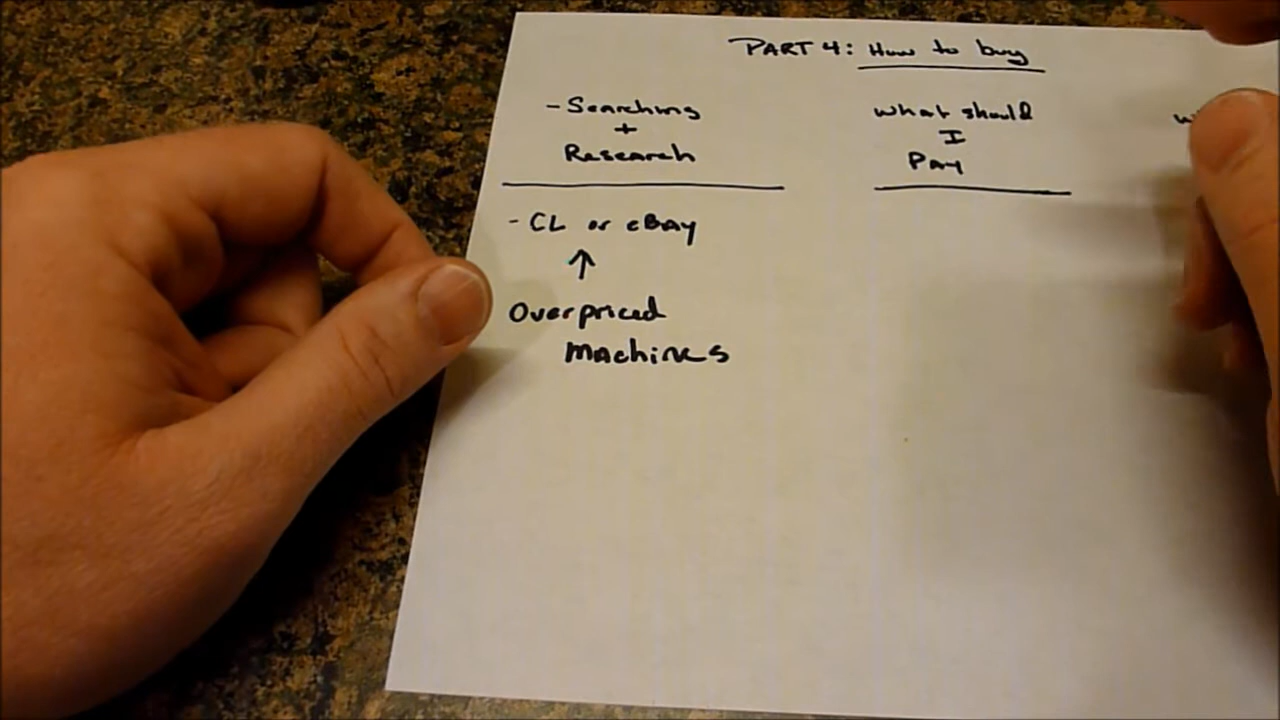 PART 4: How to buy
- Searching
+
Research
what should
I
PAY
- CL or eBAy
↑
Overpriced
machines